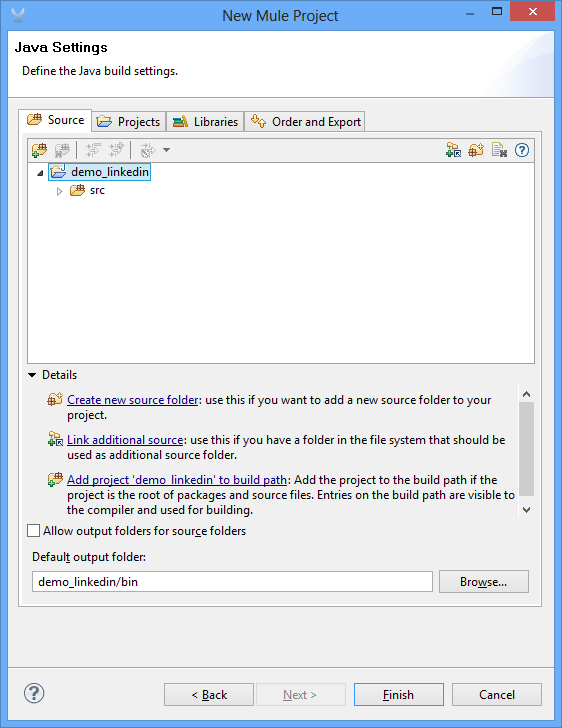 New Mule Project
Java Settings
Define the Java build settings.
Source
Projects
Libraries
Order and Export
demo_linkedin
src
Details
Create new source folder: use this if you want to add a new source folder to your
project.
Link additional source: use this if you have a folder in the file system that should be
used as additional source folder.
Add project 'demo_linkedin' to build path: Add the project to the build path if the
project is the root of packages and source files. Entries on the build path are visible to
the compiler and used for building.
Allow output folders for source folders
Default output folder:
demo_linkedin/bin
Browse...
< Back
Next >
Finish
Cancel